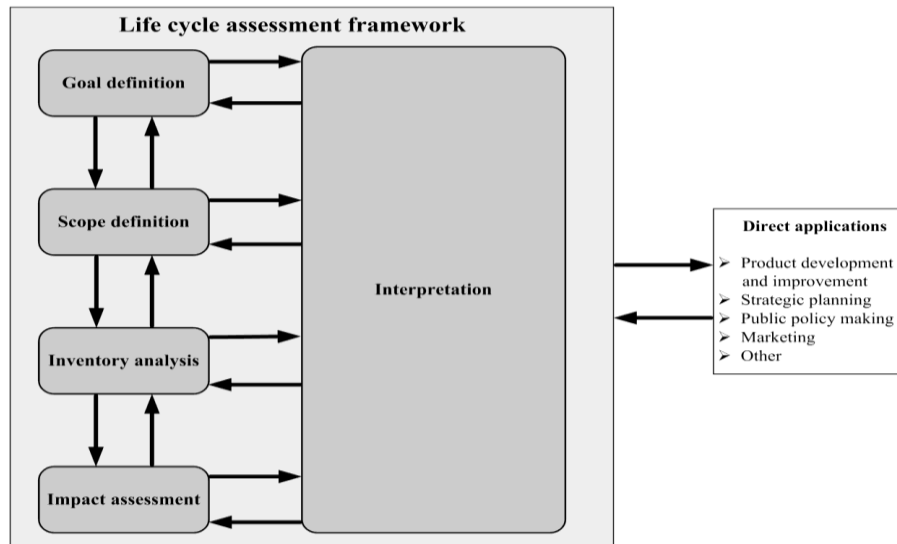 Life cycle assessment framework
Goal definition
Scope definition
Inventory analysis
Impact assessment
Interpretation
Direct applications
➢ Product development
and improvement
➢ Strategic planning
➢ Public policy making
➢ Marketing
➢ Other